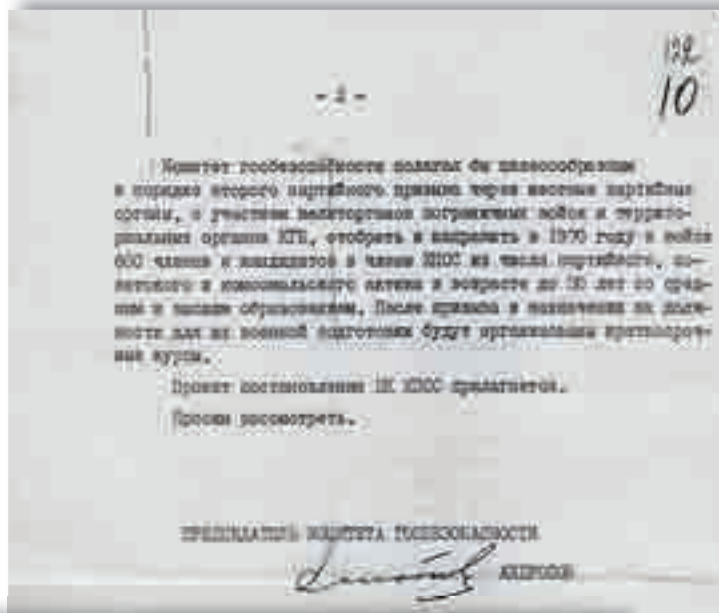 122
10
- 2 -
Комитет госбезопасности полагал бы целесообразным
в порядке второго партийного призыва через местные партийные
органы, с участием политорганов пограничных войск и террито-
риальных органов КГБ, отобрать и направить в 1970 году в войска
600 членов и кандидатов в члены КПСС из числа партийного, со-
ветского и комсомольского актива в возрасте до 30 лет со сред-
ним и высшим образованием. После призыва и назначения на долж-
ности для их военной подготовки будут организованы краткосроч-
ные курсы.
Проект постановления ЦК КПСС прилагается.
Просим рассмотреть.
ПРЕДСЕДАТЕЛЬ КОМИТЕТА ГОСБЕЗОПАСНОСТИ
АНДРОПОВ